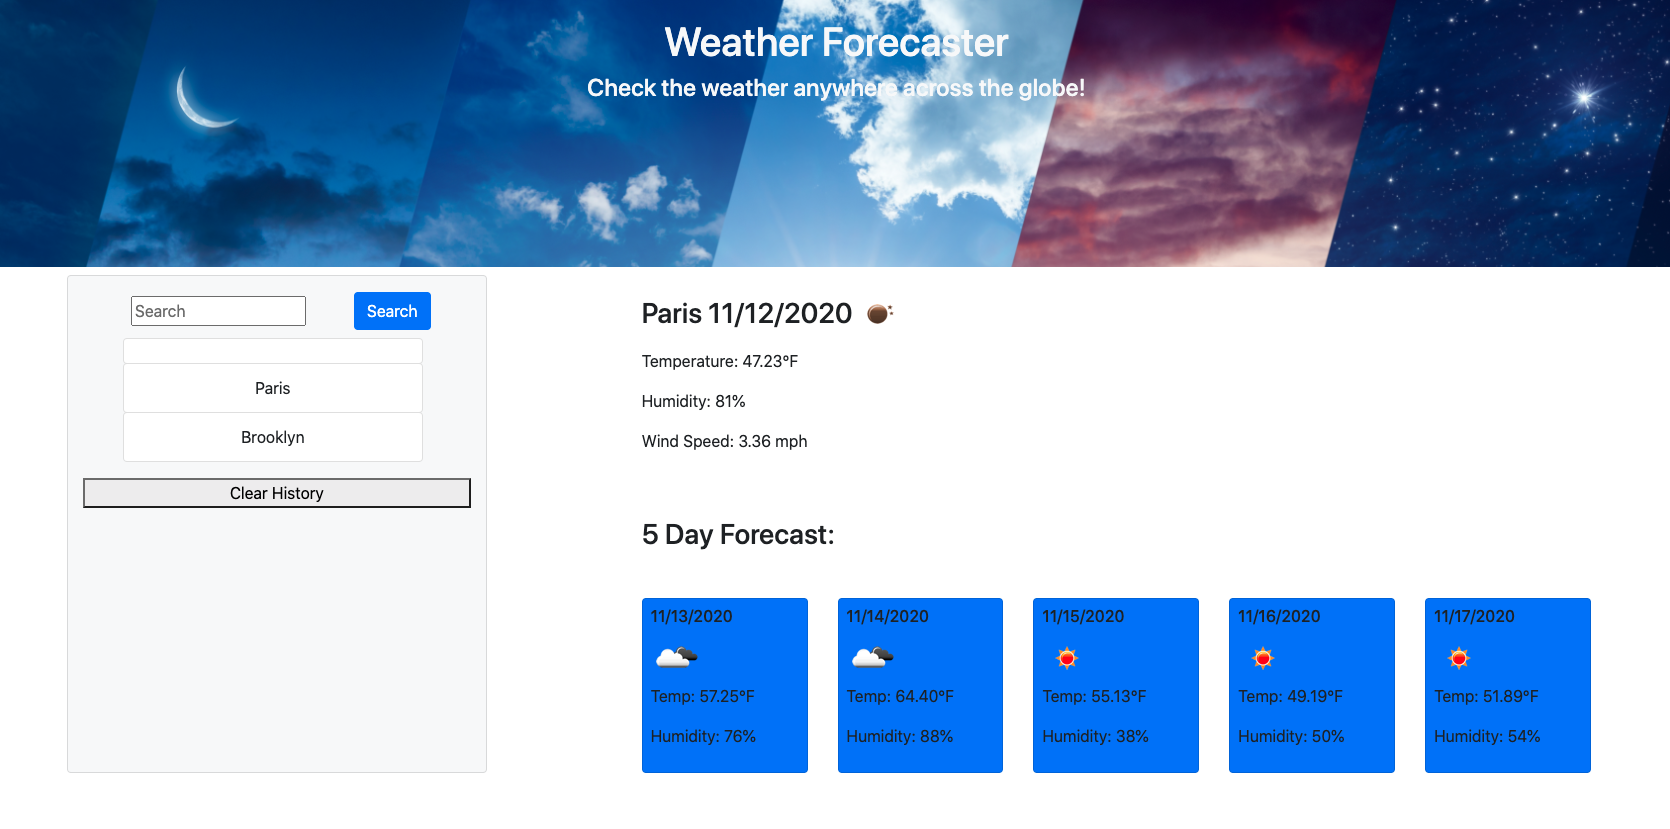 Weather Forecaster
Check the weather anywhere across the globe!
Search
Search
Paris
Brooklyn
Clear History
Paris 11/12/2020
Temperature: 47.23°F
Humidity: 81%
Wind Speed: 3.36 mph
5 Day Forecast:
11/13/2020
Temp: 57.25°F
Humidity: 76%
11/14/2020
Temp: 64.40°F
Humidity: 88%
11/15/2020
Temp: 55.13°F
Humidity: 38%
11/16/2020
Temp: 49.19°F
Humidity: 50%
11/17/2020
Temp: 51.89°F
Humidity: 54%